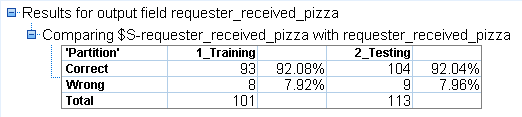 Results for output field requester_received_pizza
Comparing $S-requester_received_pizza with requester_received_pizza
'Partition' 1_Training 2_Testing
Correct 93 92.08% 104 92.04%
Wrong 8 7.92% 9 7.96%
Total 101 113